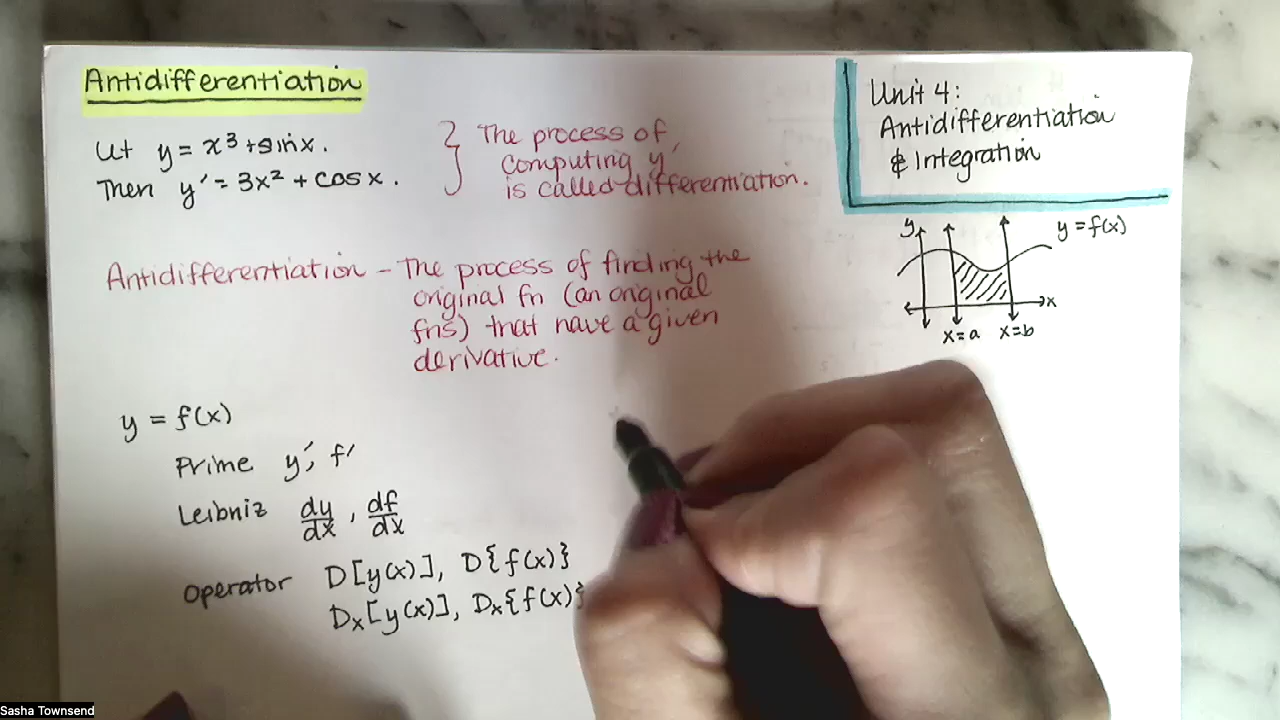 Antidifferentiation
Let y = x³ + sin x.
Then y′ = 3x² + cos x.
The process of
computing y′
is called differentiation.
Unit 4:
Antidifferentiation
& Integration
y
y = f(x)
x
x=a x=b
Antidifferentiation – The process of finding the
original fn (an original
fns) that have a given
derivative.
y = f(x)
Prime y′, f′
Leibniz dy/dx, df/dx
Operator D[y(x)], D{f(x)}
Dx[y(x)], Dx{f(x)}
Sasha Townsend